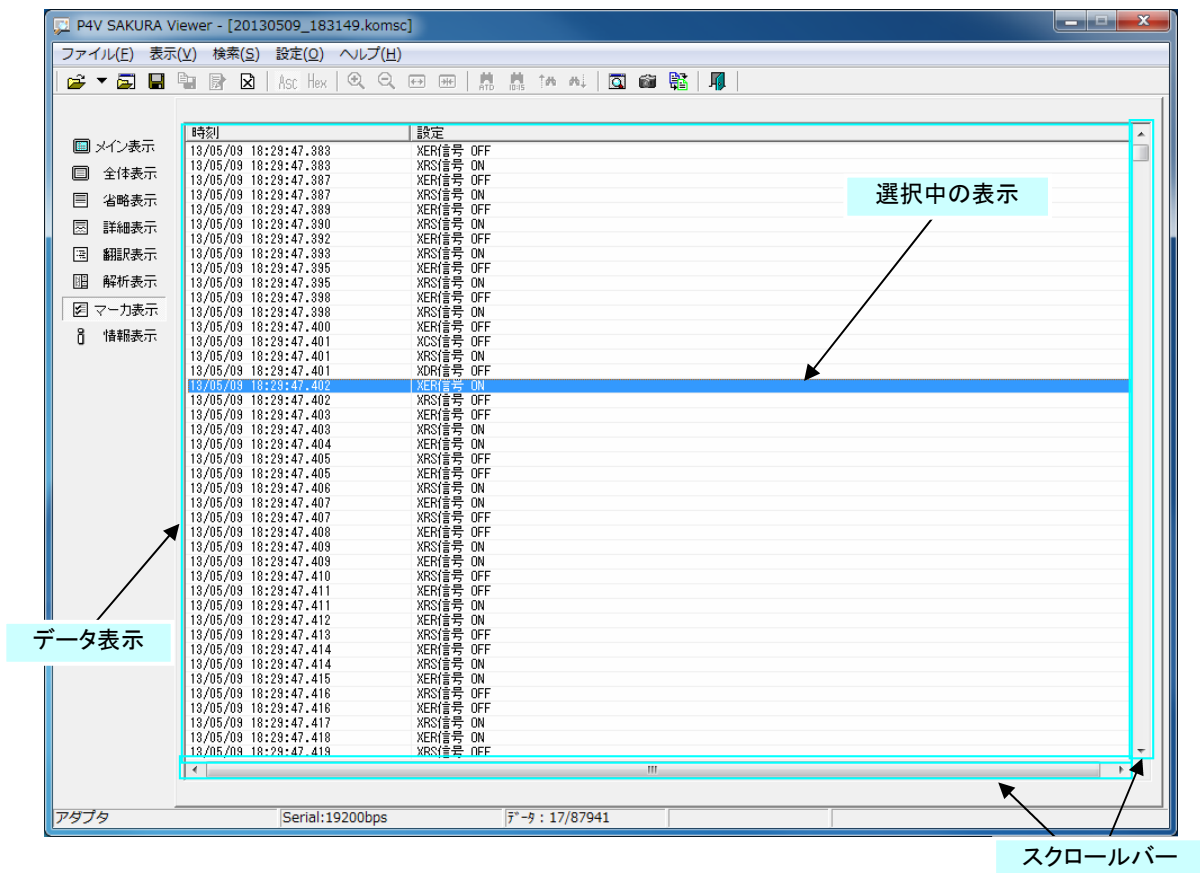 P4V SAKURA Viewer - [20130509_183149.komsc]
ファイル(F) 表示(V) 検索(S) 設定(O) ヘルプ(H)
Asc Hex
メイン表示
全体表示
省略表示
詳細表示
翻訳表示
解析表示
マーカ表示
情報表示
時刻 設定
13/05/09 18:29:47.383 XER信号 OFF
13/05/09 18:29:47.383 XRS信号 ON
13/05/09 18:29:47.387 XER信号 OFF
13/05/09 18:29:47.387 XRS信号 ON
13/05/09 18:29:47.389 XER信号 OFF
13/05/09 18:29:47.390 XRS信号 ON
13/05/09 18:29:47.392 XER信号 OFF
13/05/09 18:29:47.393 XRS信号 ON
13/05/09 18:29:47.395 XER信号 OFF
13/05/09 18:29:47.395 XRS信号 ON
13/05/09 18:29:47.398 XER信号 OFF
13/05/09 18:29:47.398 XRS信号 ON
13/05/09 18:29:47.400 XER信号 OFF
13/05/09 18:29:47.401 XCS信号 OFF
13/05/09 18:29:47.401 XRS信号 ON
13/05/09 18:29:47.401 XDR信号 OFF
13/05/09 18:29:47.402 XER信号 ON
13/05/09 18:29:47.402 XRS信号 OFF
13/05/09 18:29:47.403 XER信号 OFF
13/05/09 18:29:47.403 XRS信号 ON
13/05/09 18:29:47.404 XER信号 ON
13/05/09 18:29:47.405 XRS信号 OFF
13/05/09 18:29:47.405 XER信号 OFF
13/05/09 18:29:47.406 XRS信号 ON
13/05/09 18:29:47.407 XER信号 ON
13/05/09 18:29:47.407 XRS信号 OFF
13/05/09 18:29:47.408 XER信号 OFF
13/05/09 18:29:47.409 XRS信号 ON
13/05/09 18:29:47.409 XER信号 ON
13/05/09 18:29:47.410 XRS信号 OFF
13/05/09 18:29:47.411 XER信号 OFF
13/05/09 18:29:47.411 XRS信号 ON
13/05/09 18:29:47.412 XER信号 ON
13/05/09 18:29:47.413 XRS信号 OFF
13/05/09 18:29:47.414 XER信号 OFF
13/05/09 18:29:47.414 XRS信号 ON
13/05/09 18:29:47.415 XER信号 ON
13/05/09 18:29:47.416 XRS信号 OFF
13/05/09 18:29:47.416 XER信号 OFF
13/05/09 18:29:47.417 XRS信号 ON
13/05/09 18:29:47.418 XER信号 ON
13/05/09 18:29:47.419 XRS信号 OFF
選択中の表示
データ表示
アダプタ Serial:19200bps ﾃﾞｰﾀ : 17/87941
スクロールバー